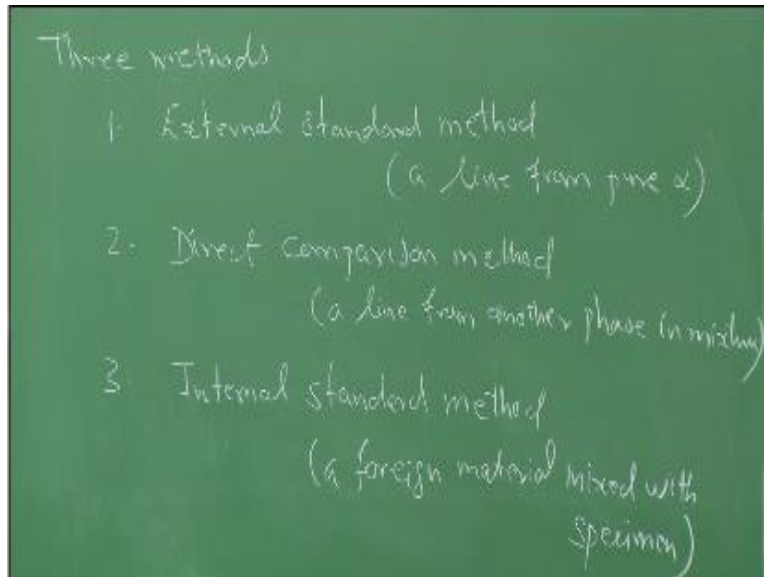 Three methods
1. External standard method
(a line from pure α)
2. Direct comparison method
(a line from another phase in mixture)
3. Internal standard method
(a foreign material mixed with
specimen)